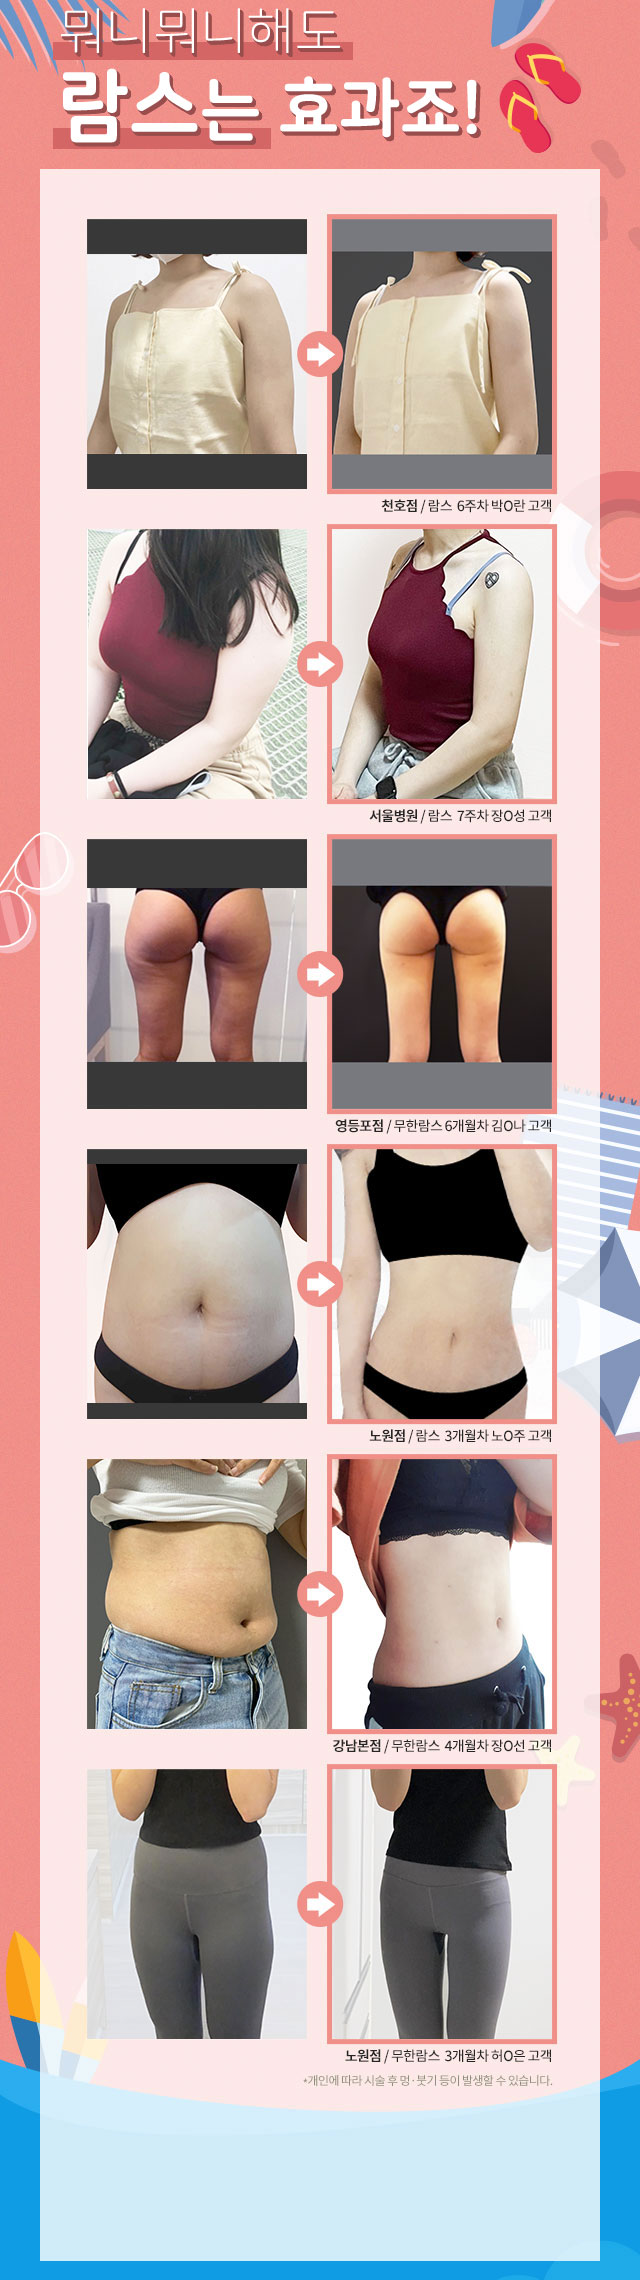 뭐니뭐니해도
람스는 효과죠!
천호점 / 람스 6주차 박O란 고객
서울병원 / 람스 7주차 장O성 고객
영등포점 / 무한람스 6개월차 김O나 고객
노원점 / 람스 3개월차 노O주 고객
강남본점 / 무한람스 4개월차 장O선 고객
노원점 / 무한람스 3개월차 허O은 고객
*개인에 따라 시술 후 멍·붓기 등이 발생할 수 있습니다.